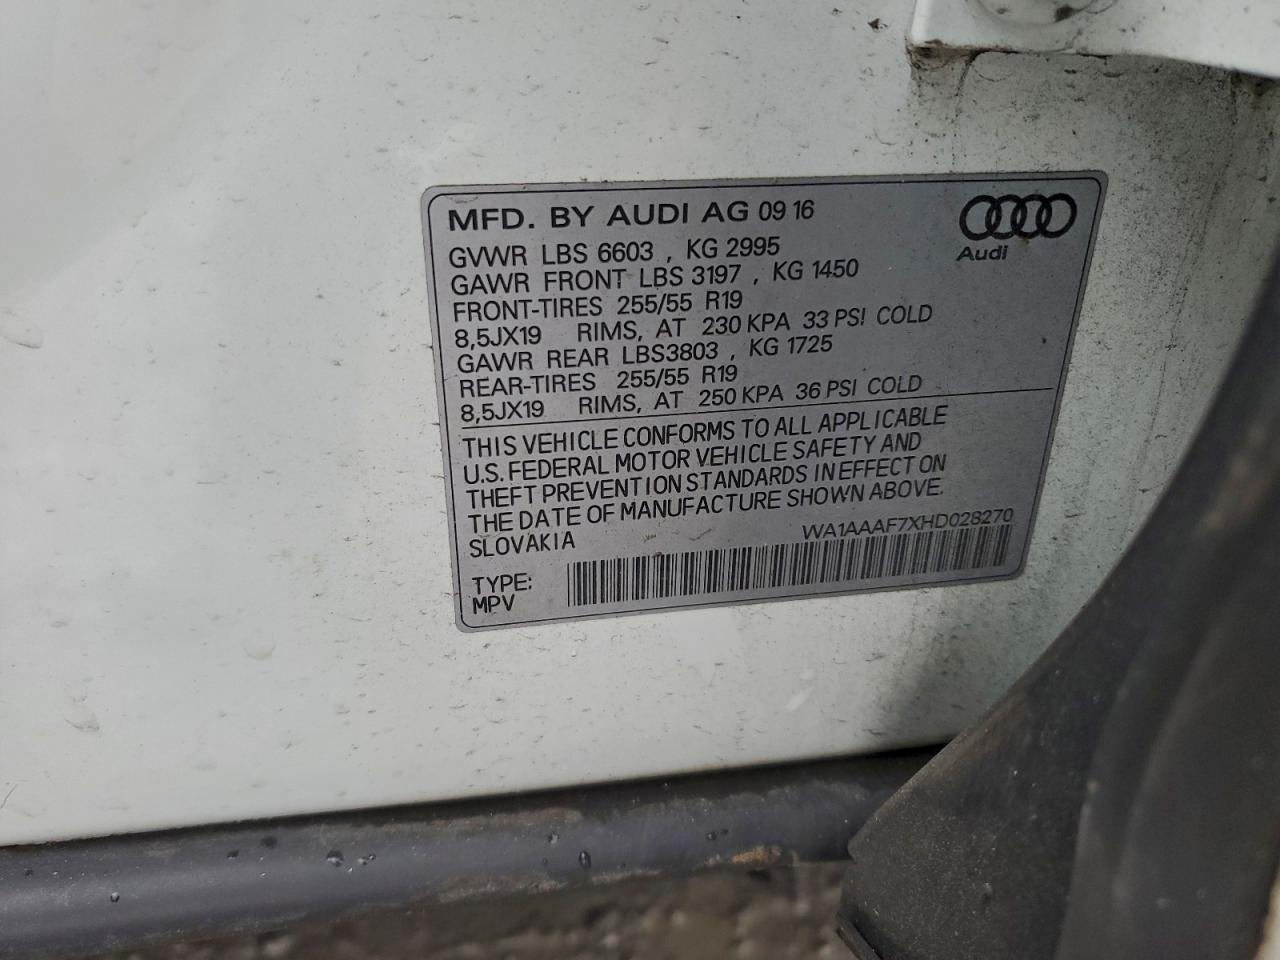 MFD. BY AUDI AG 09 16
Audi
GVWR LBS 6603 , KG 2995
GAWR FRONT LBS 3197 , KG 1450
FRONT-TIRES 255/55 R19
8,5JX19 RIMS, AT 230 KPA 33 PSI COLD
GAWR REAR LBS3803 , KG 1725
REAR-TIRES 255/55 R19
8,5JX19 RIMS, AT 250 KPA 36 PSI COLD
THIS VEHICLE CONFORMS TO ALL APPLICABLE
U.S. FEDERAL MOTOR VEHICLE SAFETY AND
THEFT PREVENTION STANDARDS IN EFFECT ON
THE DATE OF MANUFACTURE SHOWN ABOVE.
SLOVAKIA
WA1AAAF7XHD028270
TYPE:
MPV